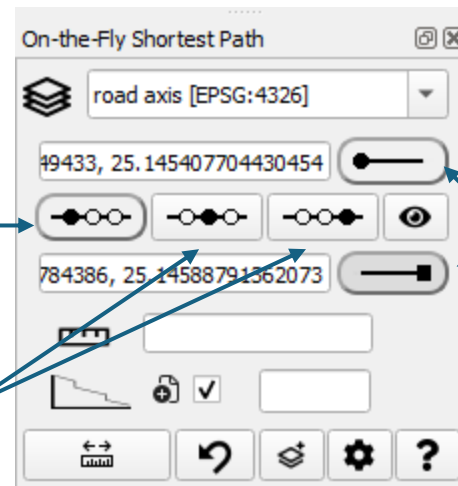 On-the-Fly Shortest Path
road axis [EPSG:4326]
49433, 25.145407704430454
784386, 25.14588791362073
?